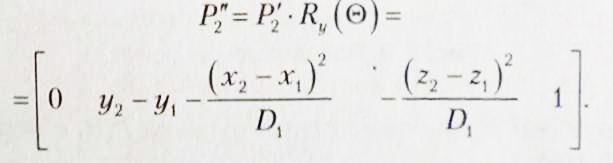 P₂″ = P₂′ · R_y(Θ) =
= [0  y₂ − y₁  −(x₂ − x₁)²/D₁  −(z₂ − z₁)²/D₁  1].